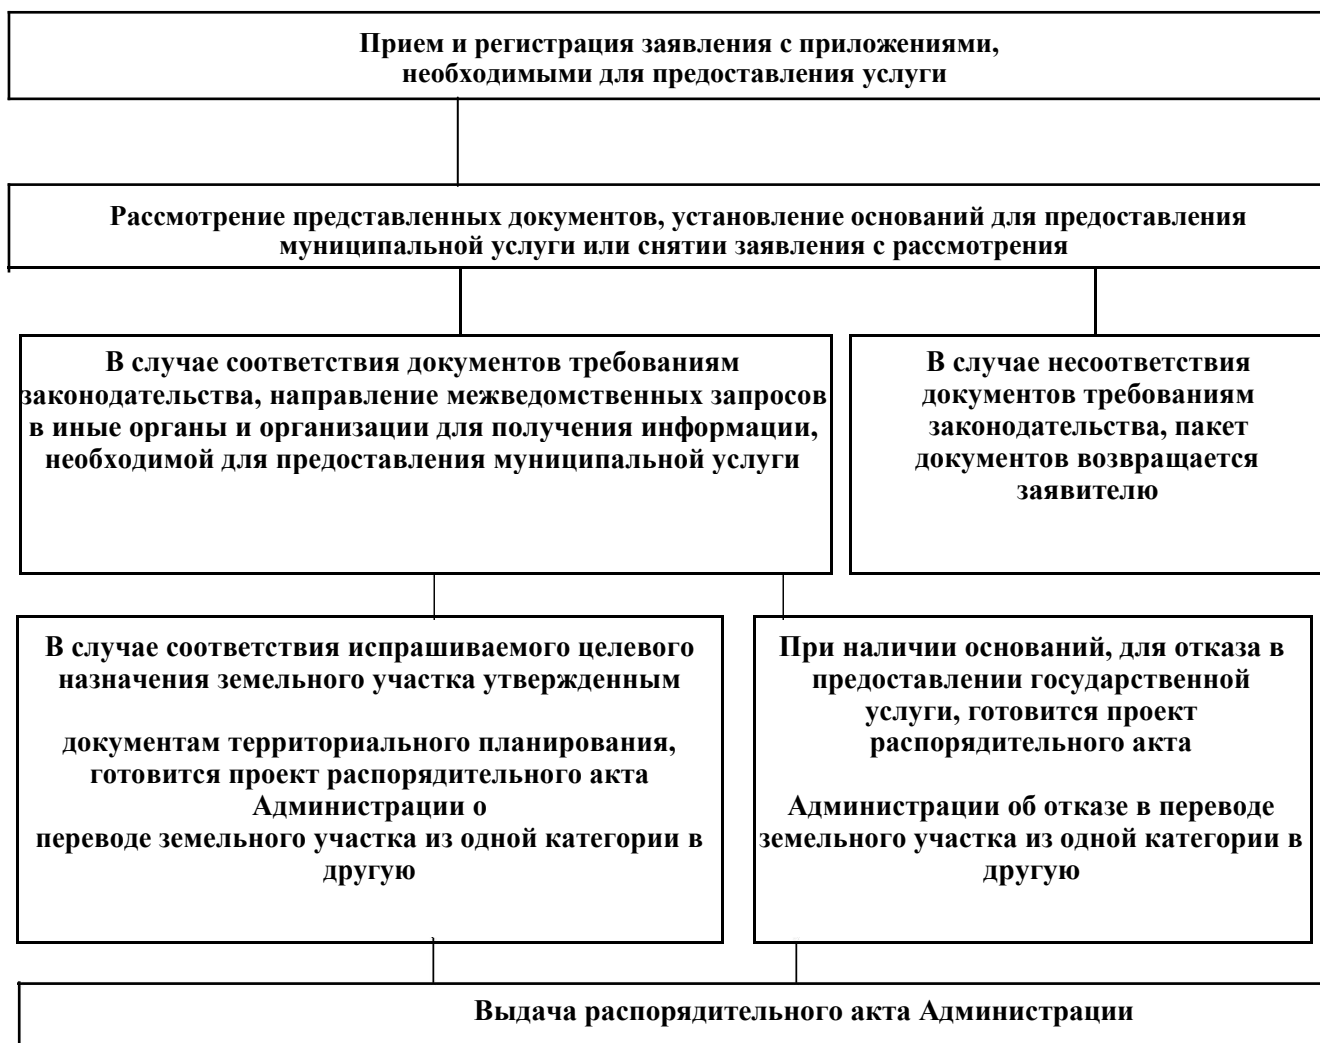 Прием и регистрация заявления с приложениями,
необходимыми для предоставления услуги
Рассмотрение представленных документов, установление оснований для предоставления
муниципальной услуги или снятии заявления с рассмотрения
В случае соответствия документов требованиям
законодательства, направление межведомственных запросов
в иные органы и организации для получения информации,
необходимой для предоставления муниципальной услуги
В случае несоответствия
документов требованиям
законодательства, пакет
документов возвращается
заявителю
В случае соответствия испрашиваемого целевого
назначения земельного участка утвержденным
документам территориального планирования,
готовится проект распорядительного акта
Администрации о
переводе земельного участка из одной категории в
другую
При наличии оснований, для отказа в
предоставлении государственной
услуги, готовится проект
распорядительного акта
Администрации об отказе в переводе
земельного участка из одной категории в
другую
Выдача распорядительного акта Администрации